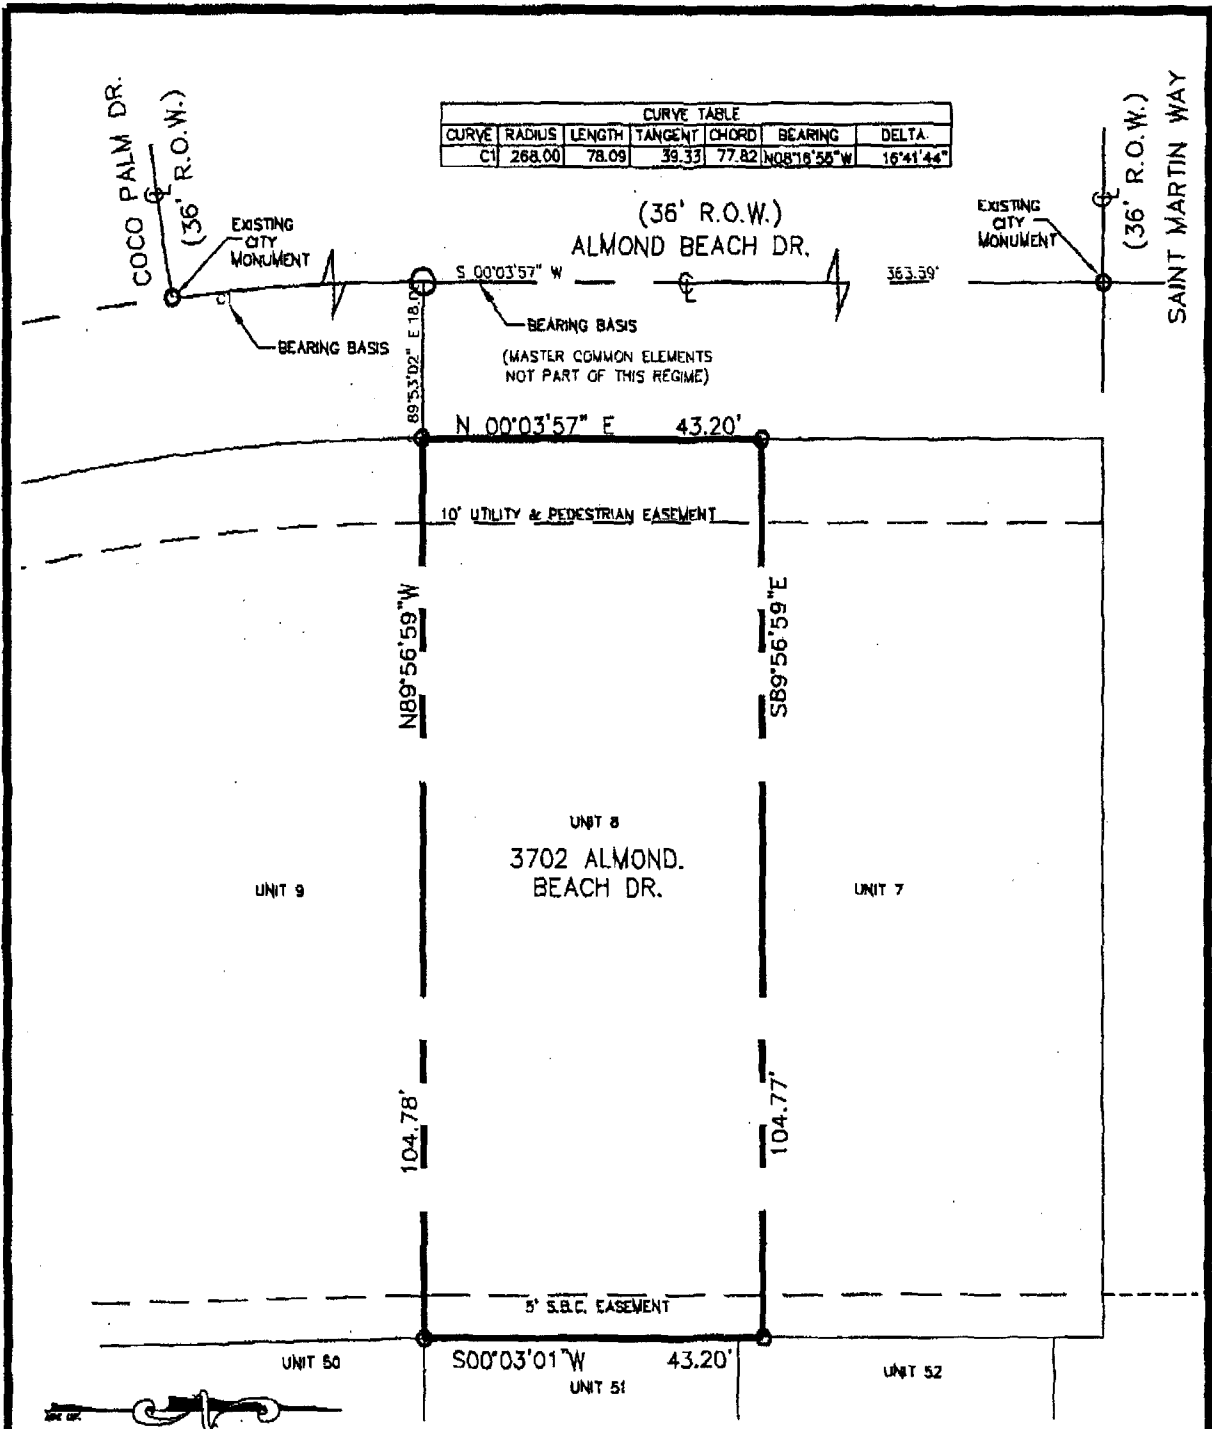 CURVE TABLE
CURVE RADIUS LENGTH TANGENT CHORD BEARING DELTA
C1 268.00 78.09 39.33 77.82 N08°16'55"W 16°41'44"
COCO PALM DR.
(36' R.O.W.)
EXISTING
CITY
MONUMENT
(36' R.O.W.)
ALMOND BEACH DR.
EXISTING
CITY
MONUMENT
(36' R.O.W.)
SAINT MARTIN WAY
S 00°03'57" W
363.59'
C1
BEARING BASIS
BEARING BASIS
(MASTER COMMON ELEMENTS
NOT PART OF THIS REGIME)
89°53'02" E 18.0
N 00°03'57" E 43.20'
10' UTILITY & PEDESTRIAN EASEMENT
N89°56'59"W
S89°56'59"E
UNIT 8
3702 ALMOND.
BEACH DR.
UNIT 9
UNIT 7
104.78'
104.77'
5' S.B.C. EASEMENT
S00°03'01"W 43.20'
UNIT 50
UNIT 51
UNIT 52